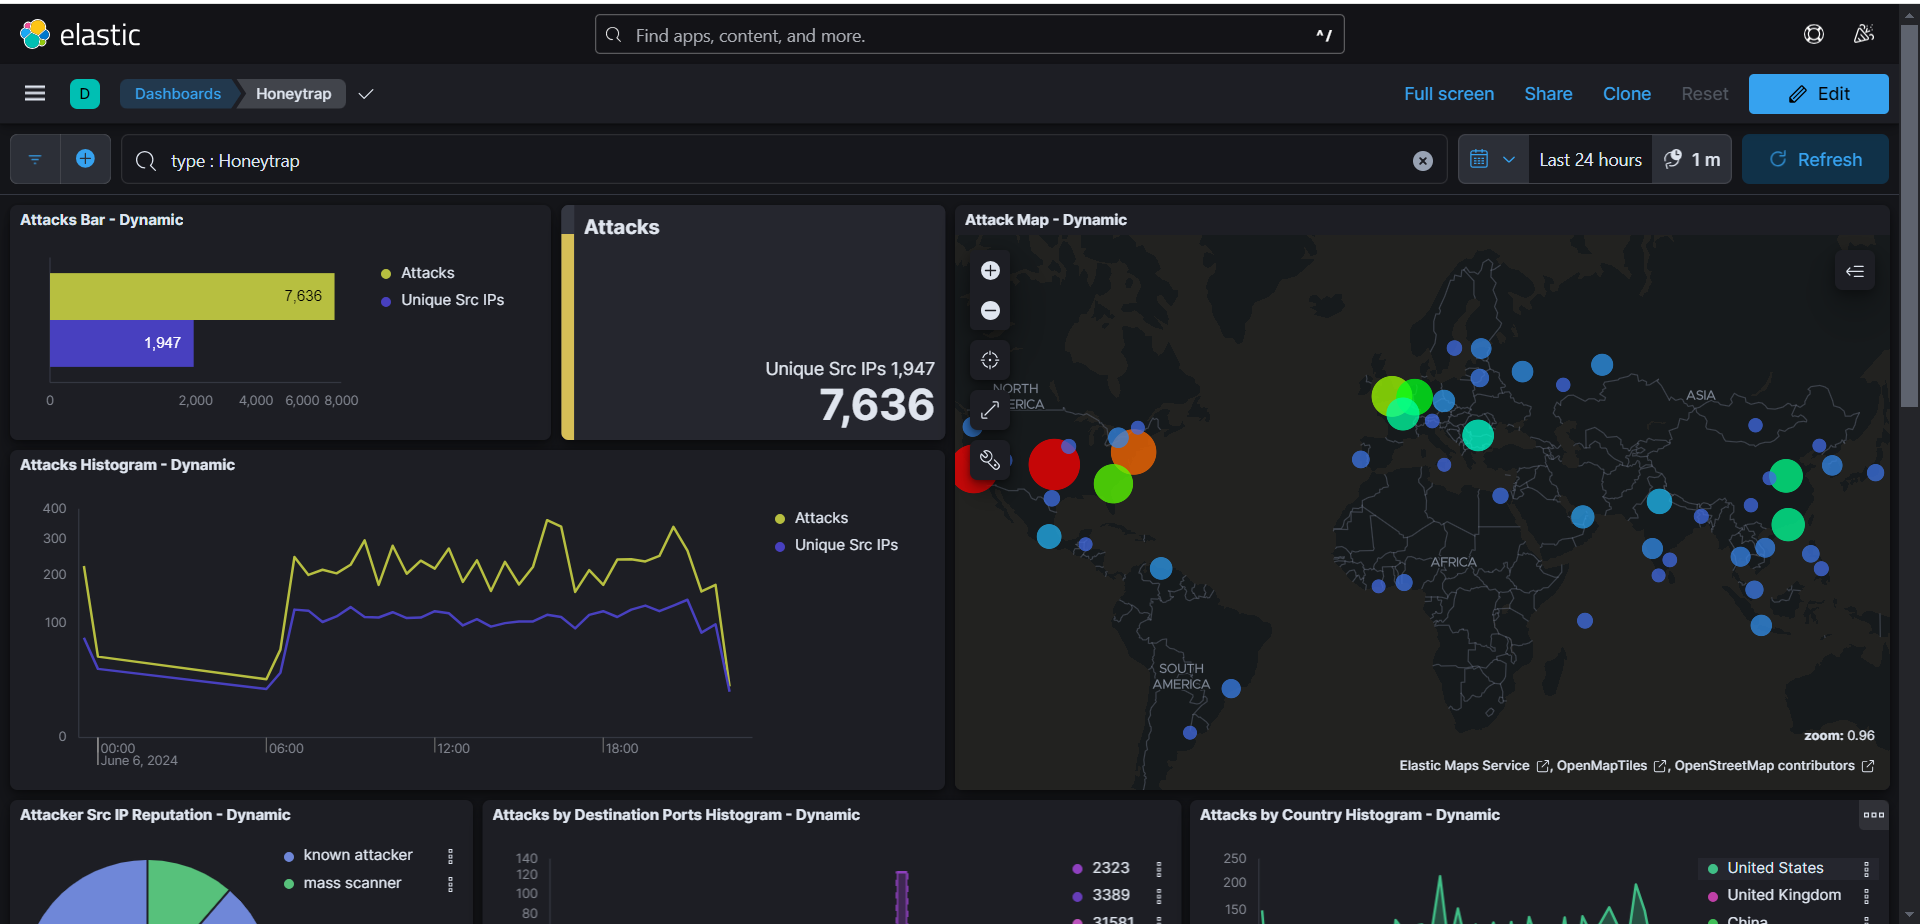 elastic
Find apps, content, and more.
^/
D
Dashboards
Honeytrap
Full screen
Share
Clone
Reset
Edit
type : Honeytrap
Last 24 hours
1 m
Refresh
Attacks Bar - Dynamic
7,636
1,947
0
2,000
4,000
6,000
8,000
Attacks
Unique Src IPs
Attacks
Unique Src IPs 1,947
7,636
Attack Map - Dynamic
NORTH
ERICA
ASIA
AFRICA
SOUTH
AMERICA
zoom: 0.96
Elastic Maps Service , OpenMapTiles , OpenStreetMap contributors
Attacks Histogram - Dynamic
400
300
200
100
0
00:00
June 6, 2024
06:00
12:00
18:00
Attacks
Unique Src IPs
Attacker Src IP Reputation - Dynamic
known attacker
mass scanner
Attacks by Destination Ports Histogram - Dynamic
140
120
100
80
2323
3389
31581
Attacks by Country Histogram - Dynamic
250
200
150
United States
United Kingdom
China